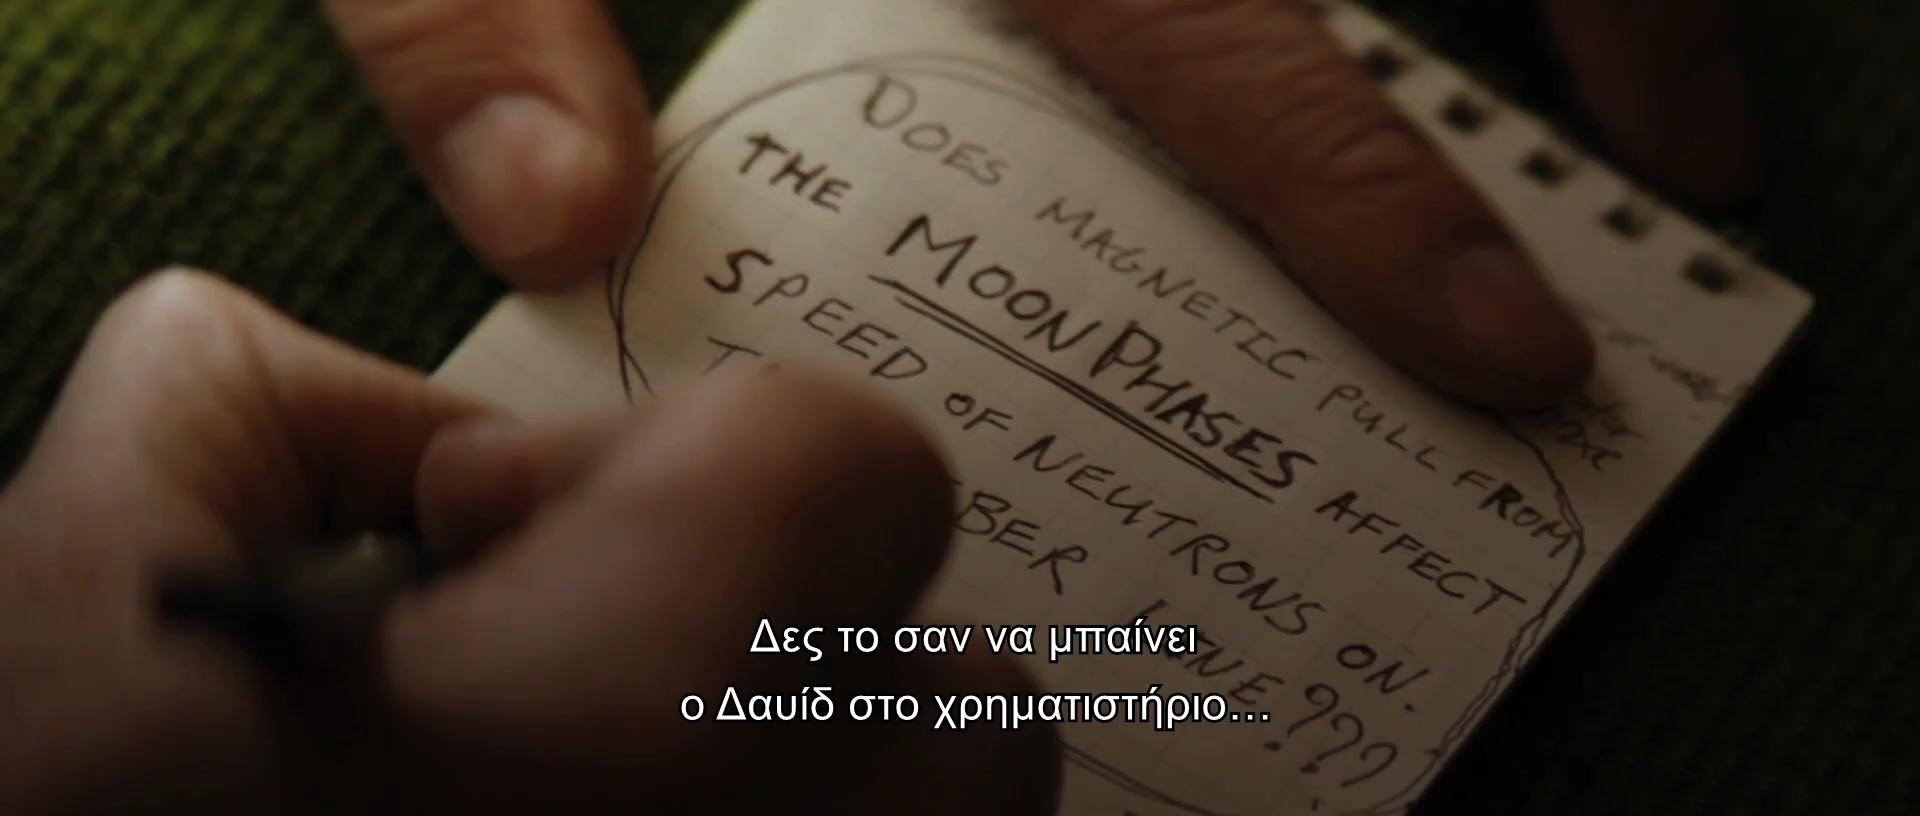 DOES MAGNETIC PULL FROM
THE MOON PHASES AFFECT
SPEED OF NEUTRONS ON.
LINE???
Δες το σαν να μπαίνει
ο Δαυίδ στο χρηματιστήριο...